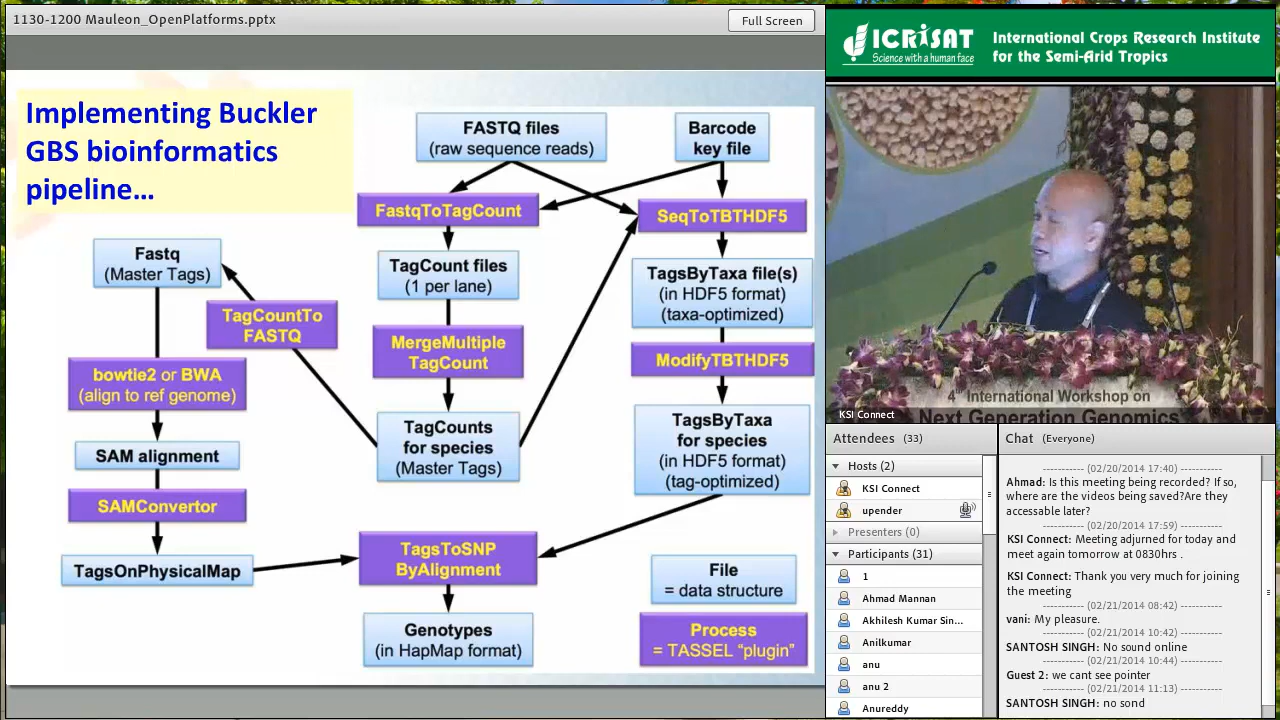 1130-1200 Mauleon_OpenPlatforms.pptx
Full Screen
Implementing Buckler
GBS bioinformatics
pipeline...
FASTQ files
(raw sequence reads)
Barcode
key file
FastqToTagCount
SeqToTBTHDF5
Fastq
(Master Tags)
TagCount files
(1 per lane)
TagsByTaxa file(s)
(in HDF5 format)
(taxa-optimized)
TagCountTo
FASTQ
MergeMultiple
TagCount
ModifyTBTHDF5
bowtie2 or BWA
(align to ref genome)
TagCounts
for species
(Master Tags)
TagsByTaxa
for species
(in HDF5 format)
(tag-optimized)
SAM alignment
SAMConvertor
TagsOnPhysicalMap
TagsToSNP
ByAlignment
File
= data structure
Genotypes
(in HapMap format)
Process
= TASSEL “plugin”
ICRISAT
Science with a human face
International Crops Research Institute
for the Semi-Arid Tropics
4th International Workshop on
Next Generation Genomics
KSI Connect
Attendees (33)
Hosts (2)
KSI Connect
upender
Presenters (0)
Participants (31)
1
Ahmad Mannan
Akhilesh Kumar Sin...
Anilkumar
anu
anu 2
Anureddy
Chat (Everyone)
----------- (02/20/2014 17:40) -----------
Ahmad: Is this meeting being recorded? If so,
where are the videos being saved?Are they
accessable later?
----------- (02/20/2014 17:59) -----------
KSI Connect: Meeting adjourned for today and
meet again tomorrow at 0830hrs .
KSI Connect: Thank you very much for joining
the meeting
----------- (02/21/2014 08:42) -----------
vani: My pleasure.
----------- (02/21/2014 10:42) -----------
SANTOSH SINGH: No sound online
----------- (02/21/2014 10:44) -----------
Guest 2: we cant see pointer
----------- (02/21/2014 11:13) -----------
SANTOSH SINGH: no sond